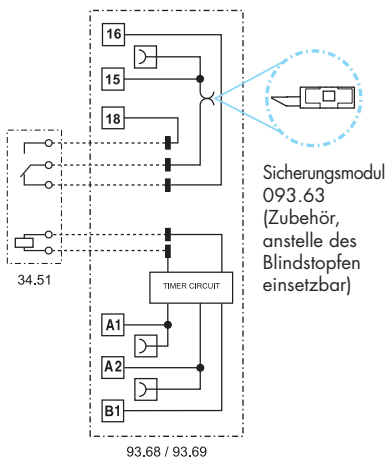 16
15
18
34.51
TIMER CIRCUIT
A1
A2
B1
93.68 / 93.69
Sicherungsmodul
093.63
(Zubehör,
anstelle des
Blindstopfen
einsetzbar)